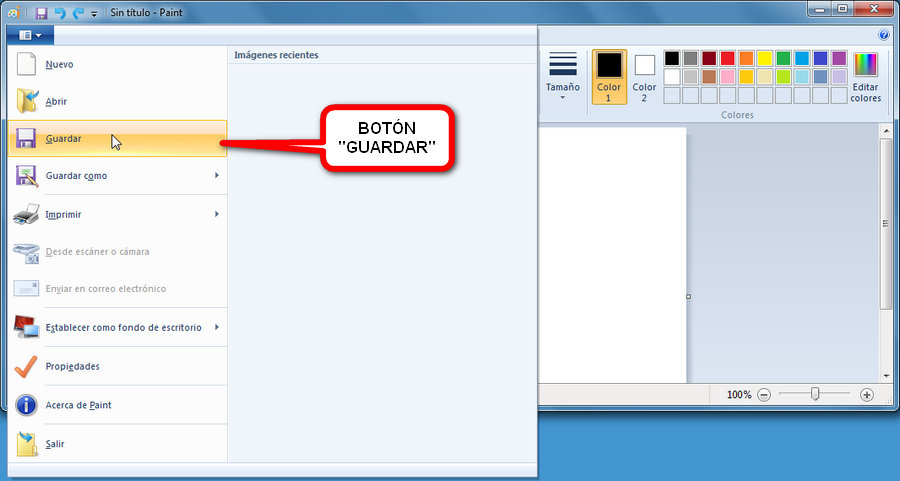 Sin título - Paint
Imágenes recientes
Nuevo
Abrir
Guardar
Guardar como
Imprimir
Desde escáner o cámara
Enviar en correo electrónico
Establecer como fondo de escritorio
Propiedades
Acerca de Paint
Salir
BOTÓN
"GUARDAR"
Tamaño
Color
1
Color
2
Editar
colores
Colores
100%